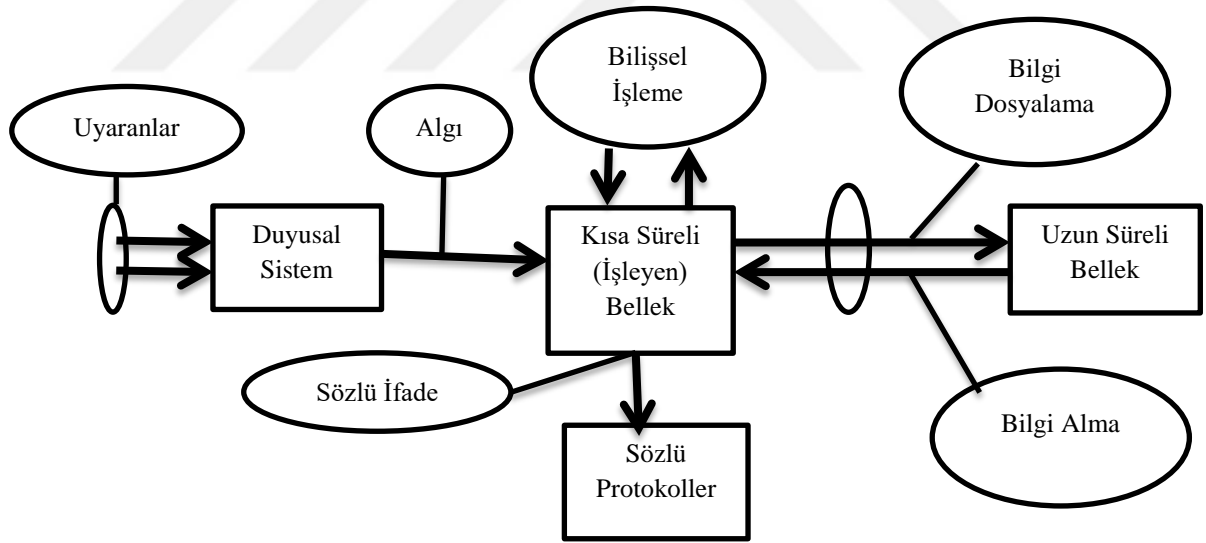 Uyaranlar
Algı
Bilişsel
İşleme
Bilgi
Dosyalama
Duyusal
Sistem
Kısa Süreli
(İşleyen)
Bellek
Uzun Süreli
Bellek
Sözlü İfade
Sözlü
Protokoller
Bilgi Alma